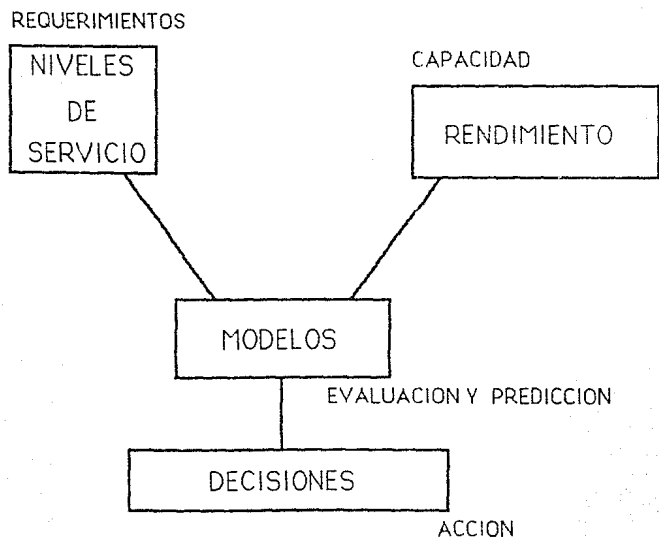 REQUERIMIENTOS
NIVELES
DE
SERVICIO
CAPACIDAD
RENDIMIENTO
MODELOS
EVALUACION Y PREDICCION
DECISIONES
ACCION